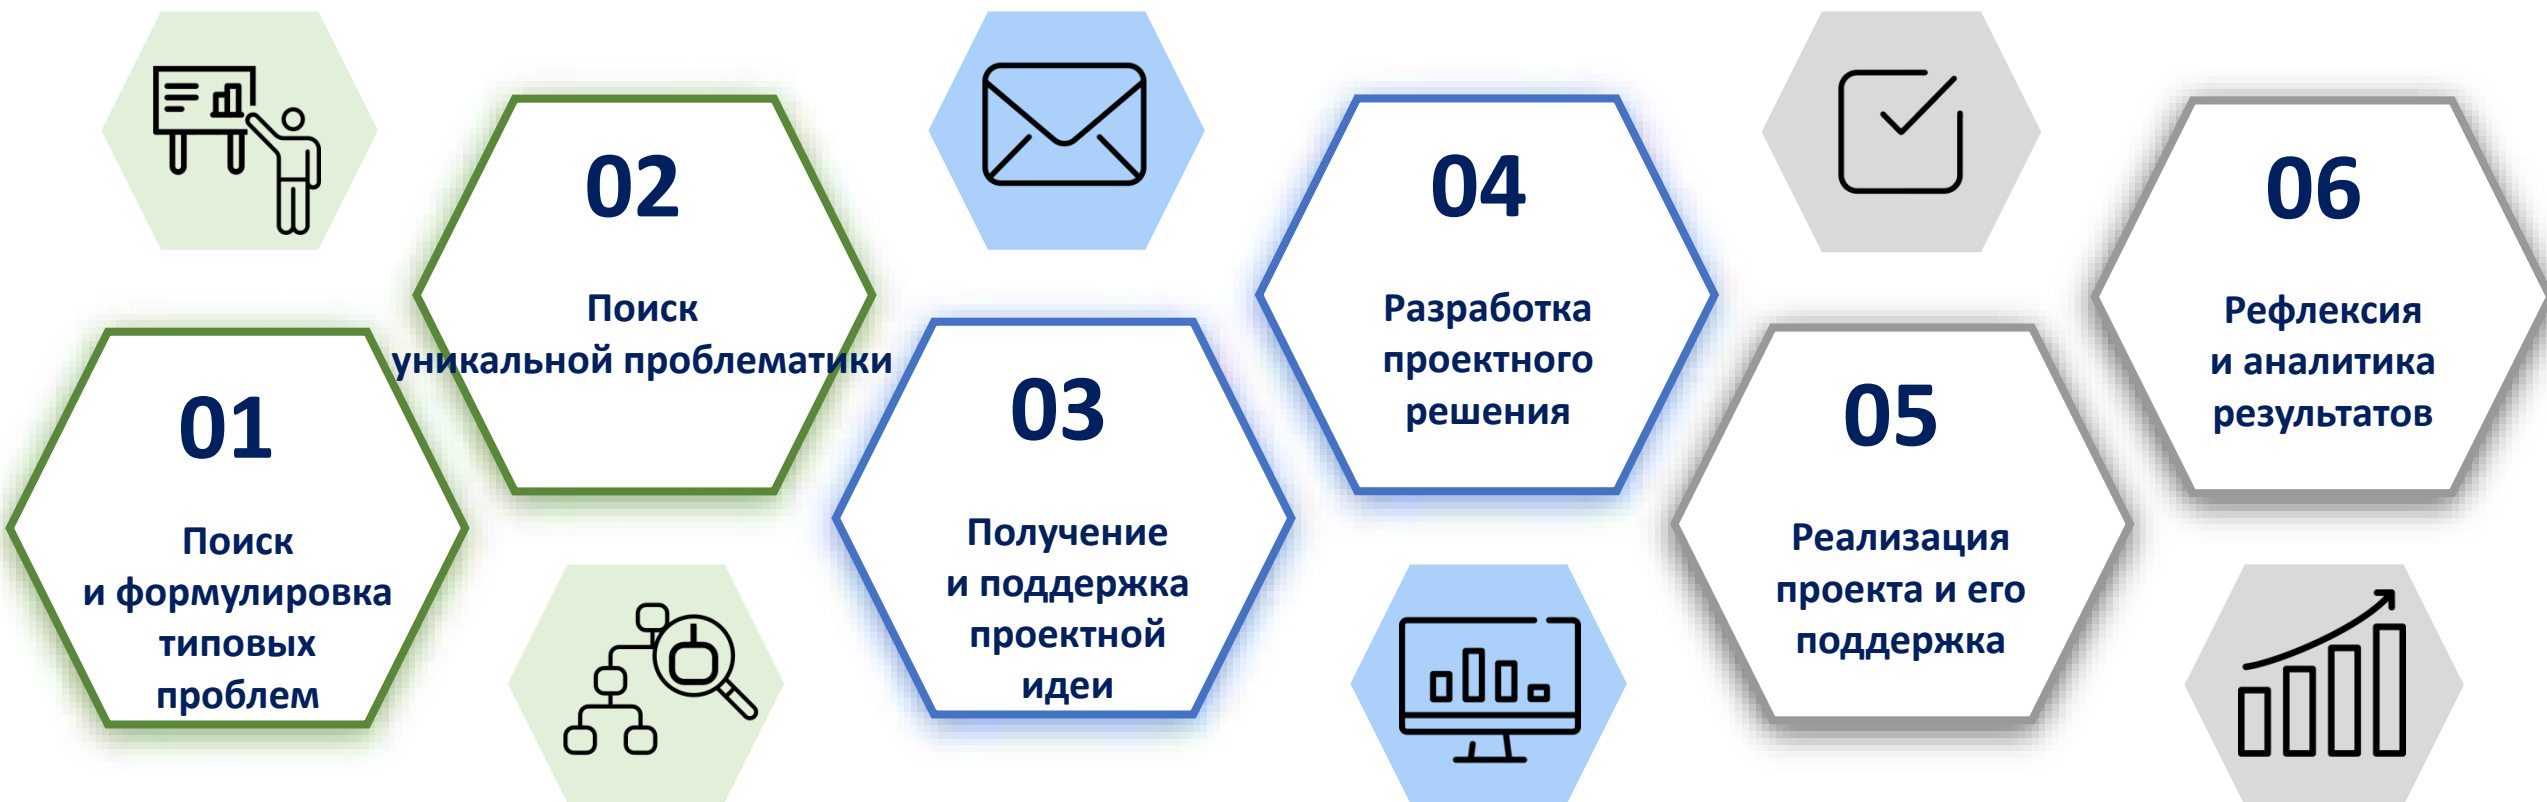 01
Поиск
и формулировка
типовых
проблем
02
Поиск
уникальной проблематики
03
Получение
и поддержка
проектной
идеи
04
Разработка
проектного
решения
05
Реализация
проекта и его
поддержка
06
Рефлексия
и аналитика
результатов